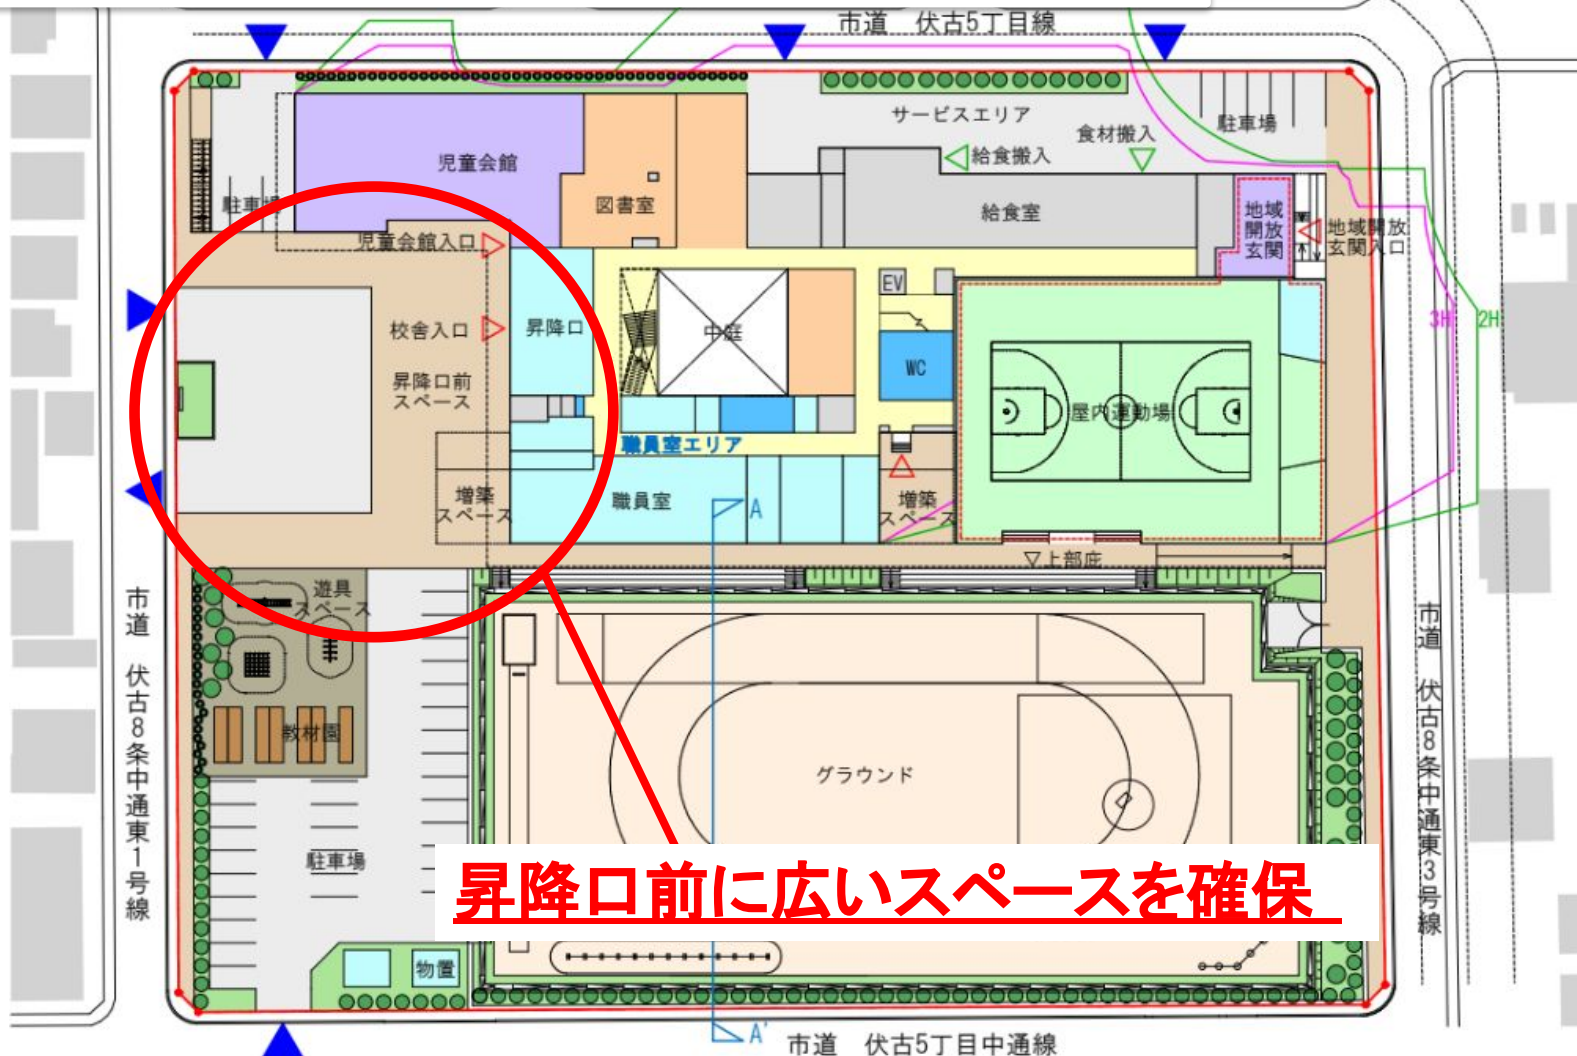 市道 伏古5丁目線
サービスエリア
駐車場
食材搬入
給食搬入
児童会館
図書室
給食室
駐車場
地域
開放
玄関
地域開放
玄関入口
児童会館入口
EV
3H
2H
校舎入口
昇降口
中庭
WC
昇降口前
スペース
屋内運動場
職員室エリア
増築
スペース
職員室
A
増築
スペース
▽上部庇
遊具
スペース
市道 伏古8条中通東1号線
市道 伏古8条中通東3号線
教材園
グラウンド
駐車場
昇降口前に広いスペースを確保
物置
A'
市道 伏古5丁目中通線